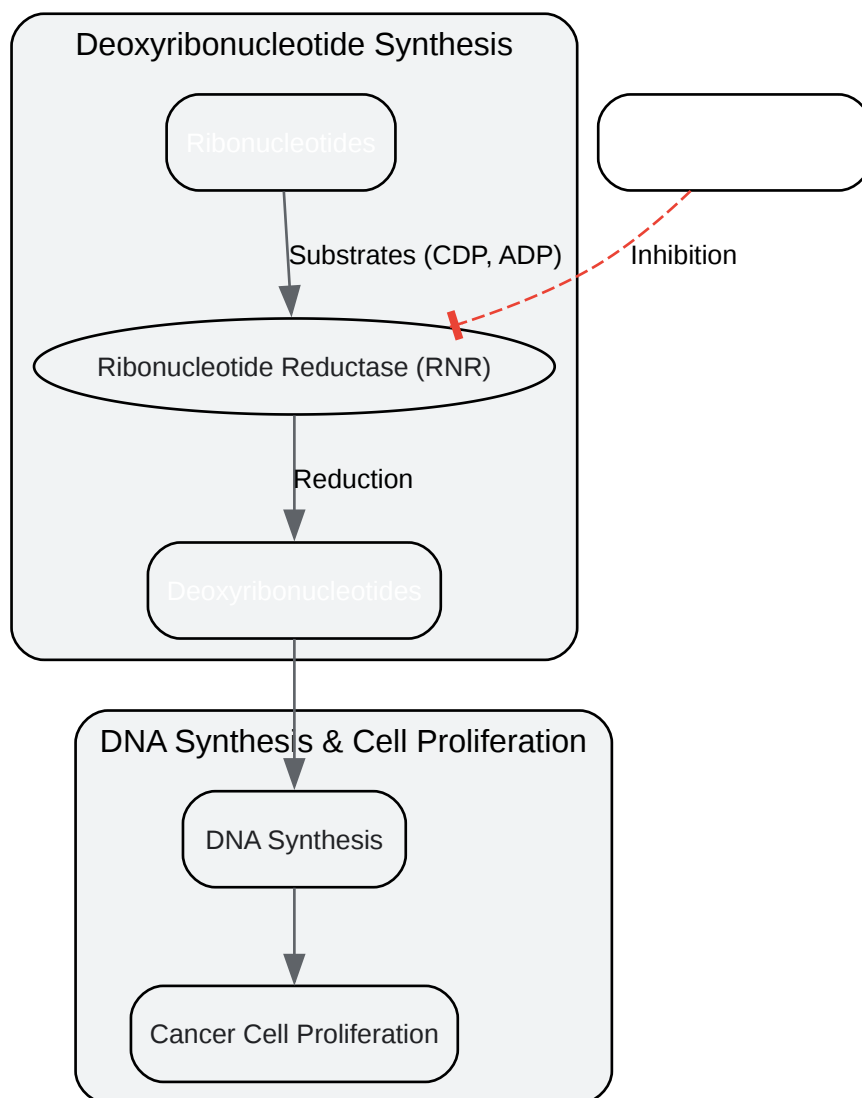 Deoxyribonucleotide Synthesis
Ribonucleotides
Substrates (CDP, ADP)
Inhibition
Ribonucleotide Reductase (RNR)
Reduction
Deoxyribonucleotides
DNA Synthesis & Cell Proliferation
DNA Synthesis
Cancer Cell Proliferation